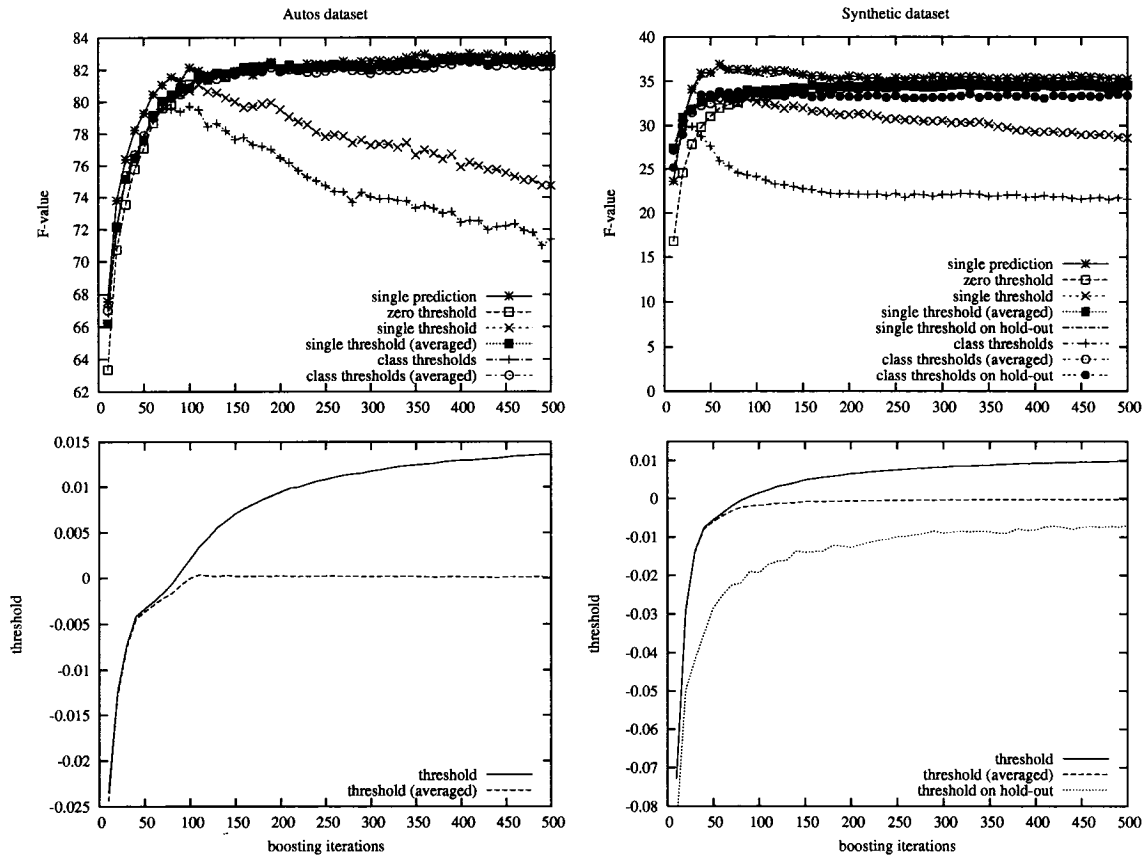 Autos dataset
F-value
84
82
80
78
76
74
72
70
68
66
64
62
single prediction
zero threshold
single threshold
single threshold (averaged)
class thresholds
class thresholds (averaged)
0 50 100 150 200 250 300 350 400 450 500
Synthetic dataset
F-value
40
35
30
25
20
15
10
5
0
single prediction
zero threshold
single threshold
single threshold (averaged)
single threshold on hold-out
class thresholds
class thresholds (averaged)
class thresholds on hold-out
0 50 100 150 200 250 300 350 400 450 500
threshold
0.015
0.01
0.005
0
-0.005
-0.01
-0.015
-0.02
-0.025
threshold
threshold (averaged)
0 50 100 150 200 250 300 350 400 450 500
boosting iterations
threshold
0.01
0
-0.01
-0.02
-0.03
-0.04
-0.05
-0.06
-0.07
-0.08
threshold
threshold (averaged)
threshold on hold-out
0 50 100 150 200 250 300 350 400 450 500
boosting iterations